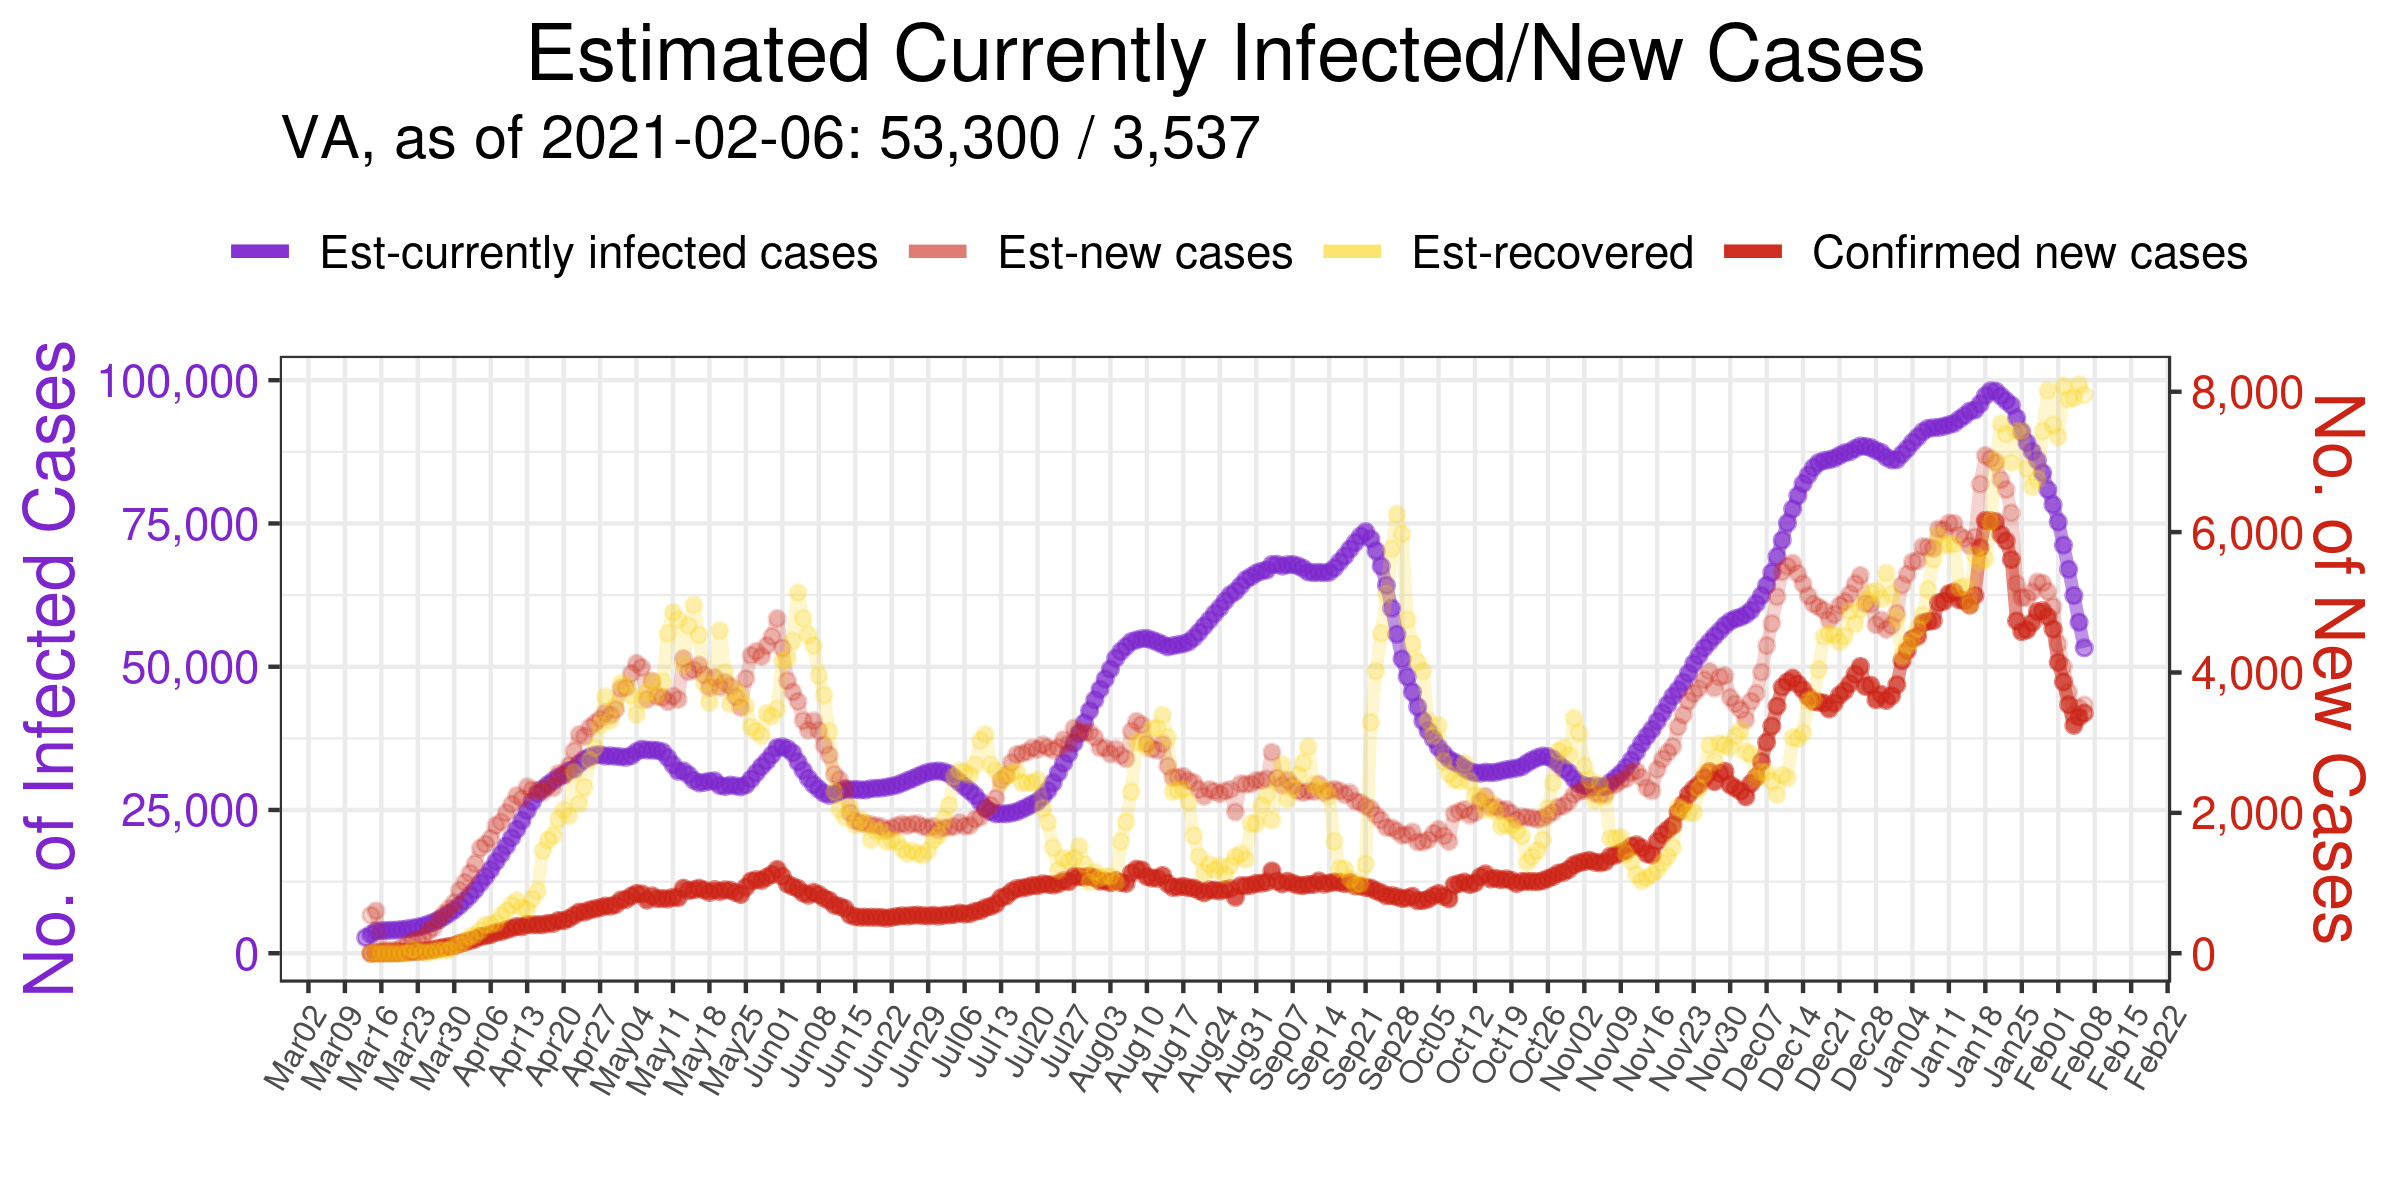 Estimated Currently Infected/New Cases
VA, as of 2021-02-06: 53,300 / 3,537
Est-currently infected cases Est-new cases Est-recovered Confirmed new cases
No. of Infected Cases
100,000
75,000
50,000
25,000
0
8,000
6,000
4,000
2,000
0
No. of New Cases
Mar02 Mar09 Mar16 Mar23 Mar30 Apr06 Apr13 Apr20 Apr27 May04 May11 May18 May25 Jun01 Jun08 Jun15 Jun22 Jun29 Jul06 Jul13 Jul20 Jul27 Aug03 Aug10 Aug17 Aug24 Aug31 Sep07 Sep14 Sep21 Sep28 Oct05 Oct12 Oct19 Oct26 Nov02 Nov09 Nov16 Nov23 Nov30 Dec07 Dec14 Dec21 Dec28 Jan04 Jan11 Jan18 Jan25 Feb01 Feb08 Feb15 Feb22